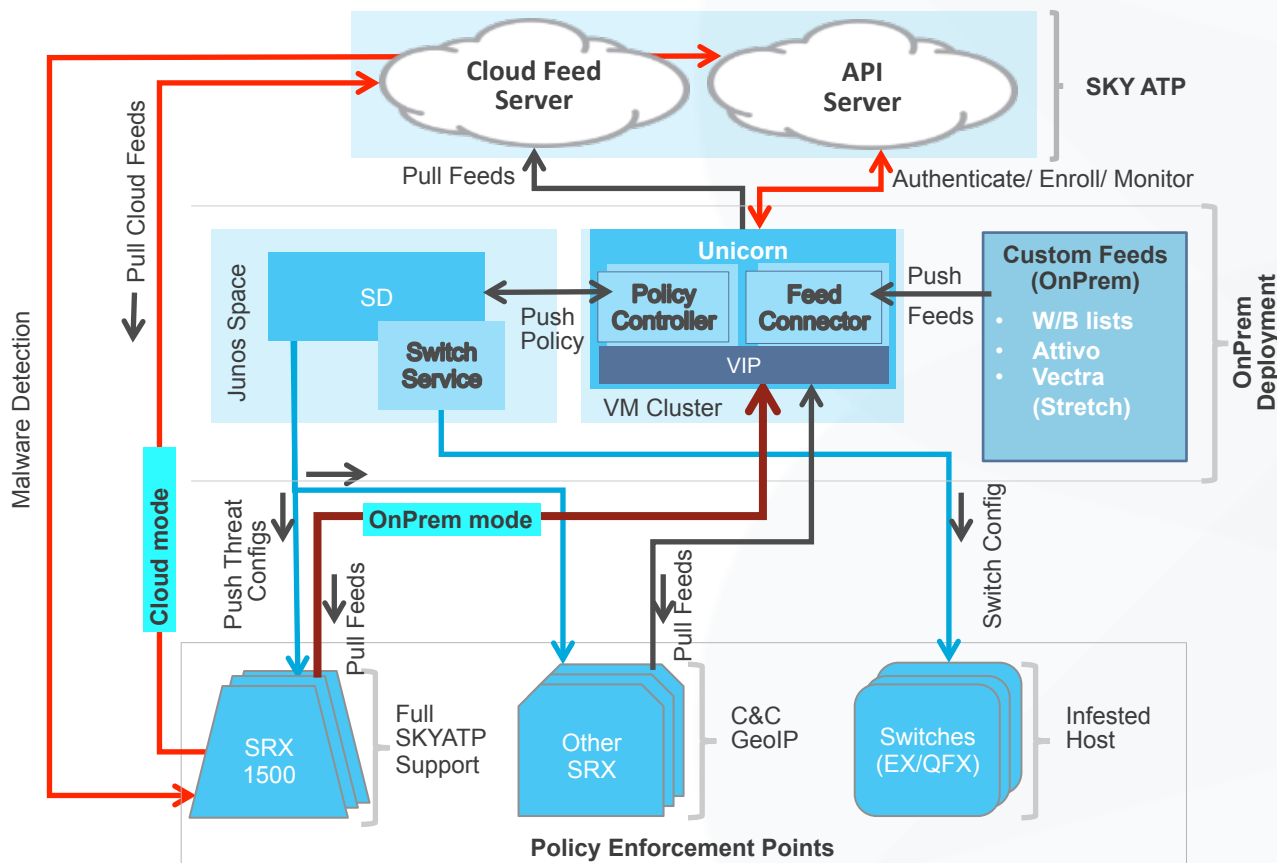 Cloud Feed
Server
API
Server
SKY ATP
Pull Feeds
Authenticate/ Enroll/ Monitor
Pull Cloud Feeds
Malware Detection
Cloud mode
Junos Space
SD
Switch
Service
Push
Policy
Unicorn
Policy
Controller
Feed
Connector
VIP
VM Cluster
Push
Feeds
Custom Feeds
(OnPrem)
• W/B lists
• Attivo
• Vectra
(Stretch)
OnPrem
Deployment
Push Threat
Configs
OnPrem mode
Pull Feeds
Pull Feeds
Switch Config
SRX
1500
Full
SKYATP
Support
Other
SRX
C&C
GeoIP
Switches
(EX/QFX)
Infested
Host
Policy Enforcement Points